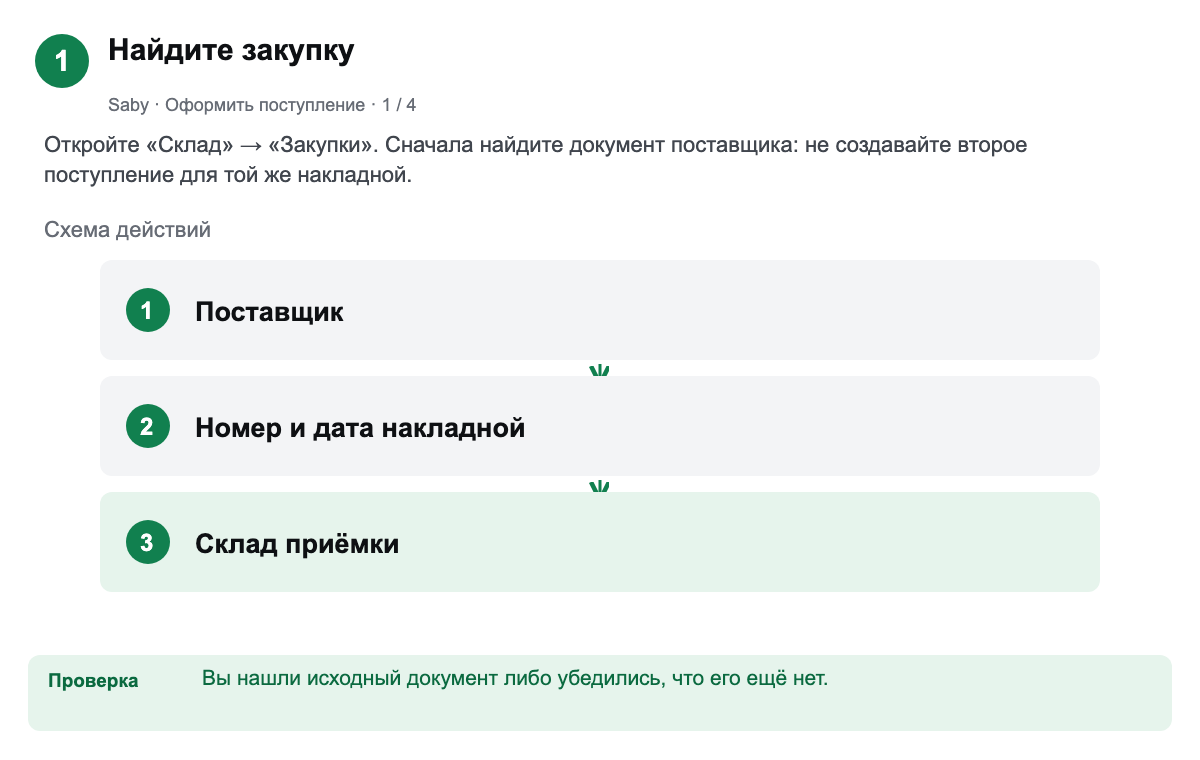 1
Найдите закупку
Saby · Оформить поступление · 1 / 4
Откройте «Склад» → «Закупки». Сначала найдите документ поставщика: не создавайте второе
поступление для той же накладной.
Схема действий
1 Поставщик
2 Номер и дата накладной
3 Склад приёмки
Проверка Вы нашли исходный документ либо убедились, что его ещё нет.